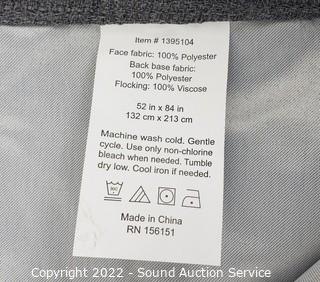 Item # 1395104
Face fabric: 100% Polyester
Back base fabric:
100% Polyester
Flocking: 100% Viscose
52 in x 84 in
132 cm x 213 cm
Machine wash cold. Gentle
cycle. Use only non-chlorine
bleach when needed. Tumble
dry low. Cool iron if needed.
Made in China
RN 156151
Copyright 2022 - Sound Auction Service